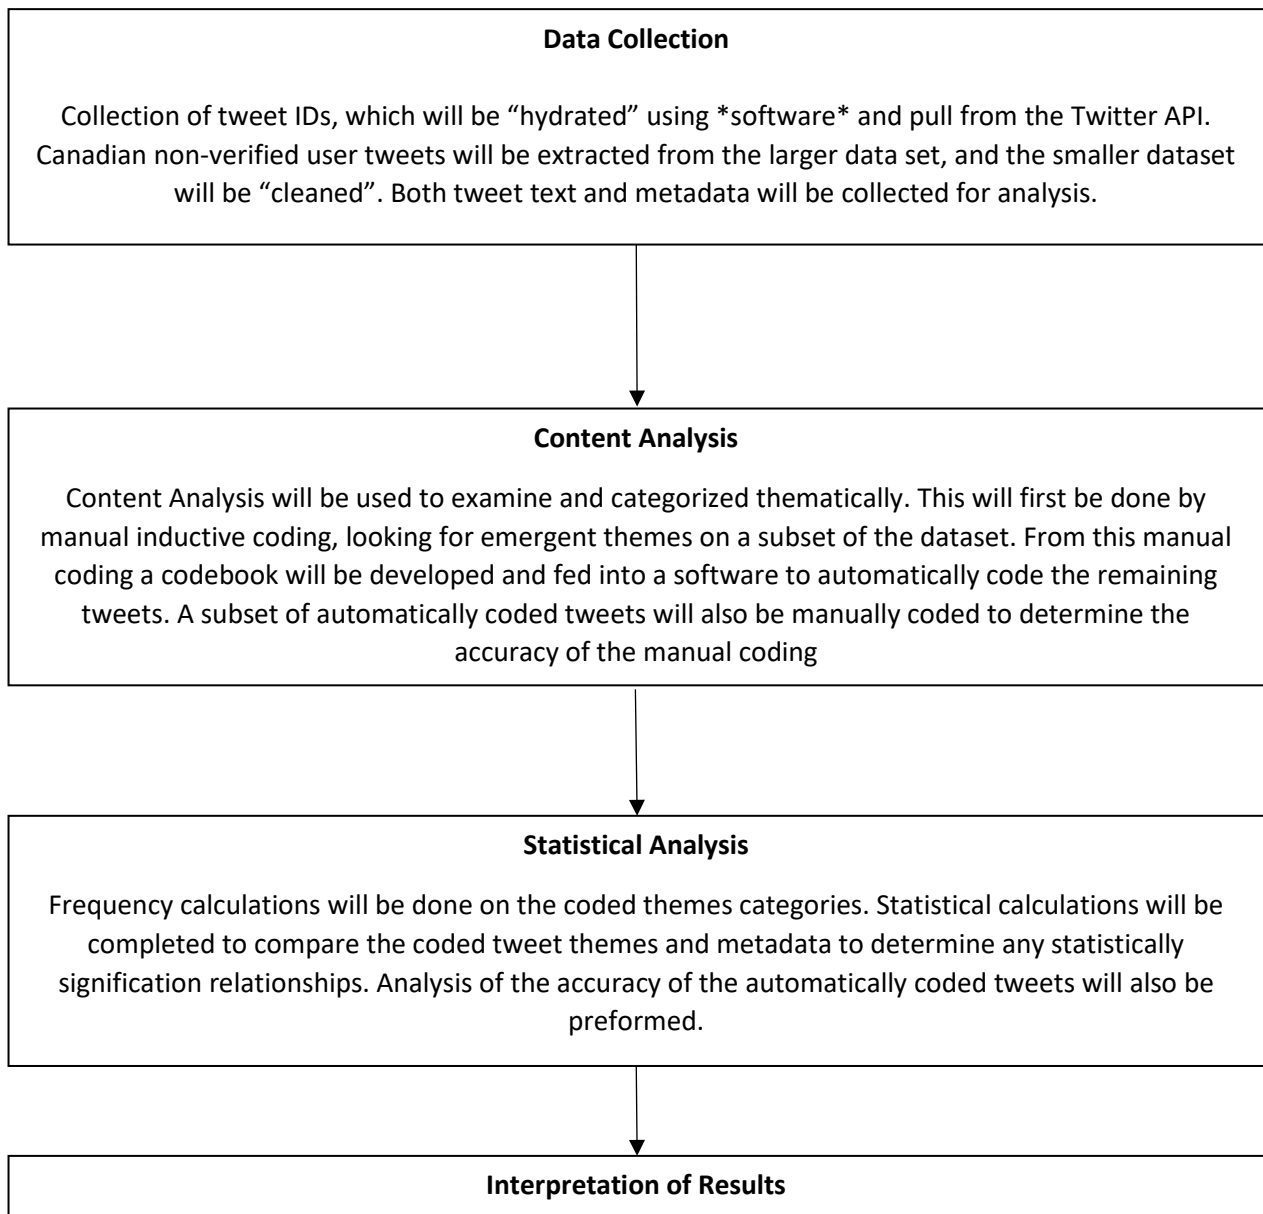 Data Collection
Collection of tweet IDs, which will be “hydrated” using *software* and pull from the Twitter API.
Canadian non-verified user tweets will be extracted from the larger data set, and the smaller dataset
will be “cleaned”. Both tweet text and metadata will be collected for analysis.
Content Analysis
Content Analysis will be used to examine and categorized thematically. This will first be done by
manual inductive coding, looking for emergent themes on a subset of the dataset. From this manual
coding a codebook will be developed and fed into a software to automatically code the remaining
tweets. A subset of automatically coded tweets will also be manually coded to determine the
accuracy of the manual coding
Statistical Analysis
Frequency calculations will be done on the coded themes categories. Statistical calculations will be
completed to compare the coded tweet themes and metadata to determine any statistically
signification relationships. Analysis of the accuracy of the automatically coded tweets will also be
preformed.
Interpretation of Results